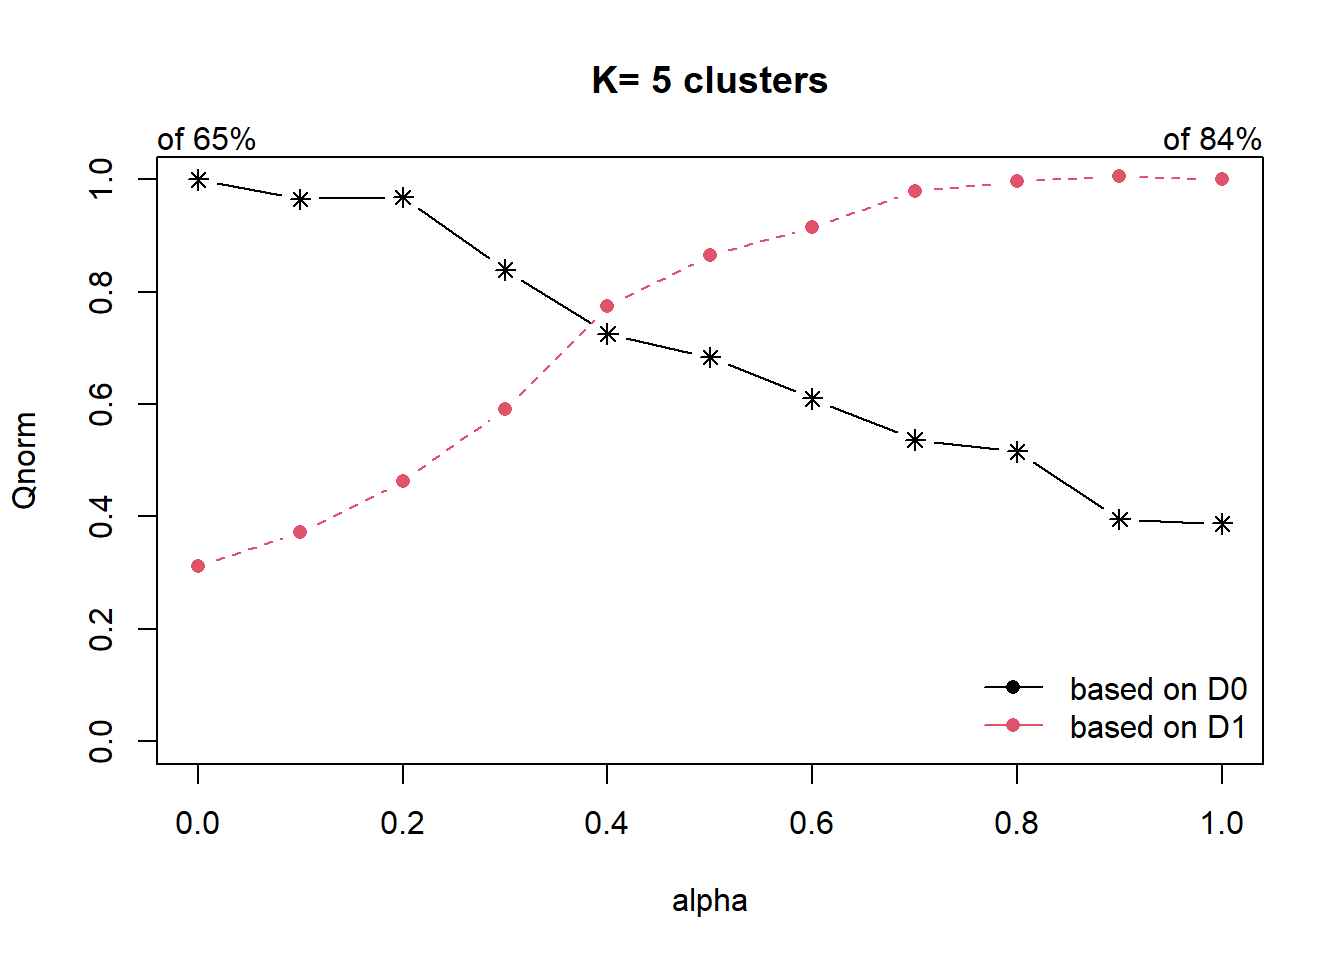 K= 5 clusters
of 65%
of 84%
Qnorm
1.0
0.8
0.6
0.4
0.2
0.0
based on D0
based on D1
0.0 0.2 0.4 0.6 0.8 1.0
alpha